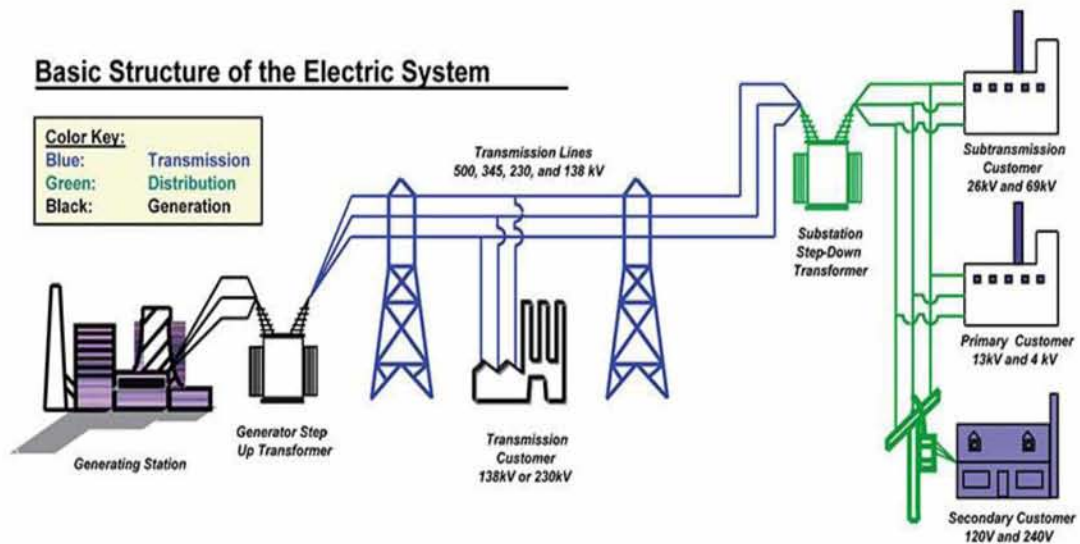 Basic Structure of the Electric System
Color Key:
Blue: Transmission
Green: Distribution
Black: Generation
Transmission Lines
500, 345, 230, and 138 kV
Generating Station
Generator Step
Up Transformer
Transmission
Customer
138kV or 230kV
Substation
Step-Down
Transformer
Subtransmission
Customer
26kV and 69kV
Primary Customer
13kV and 4 kV
Secondary Customer
120V and 240V